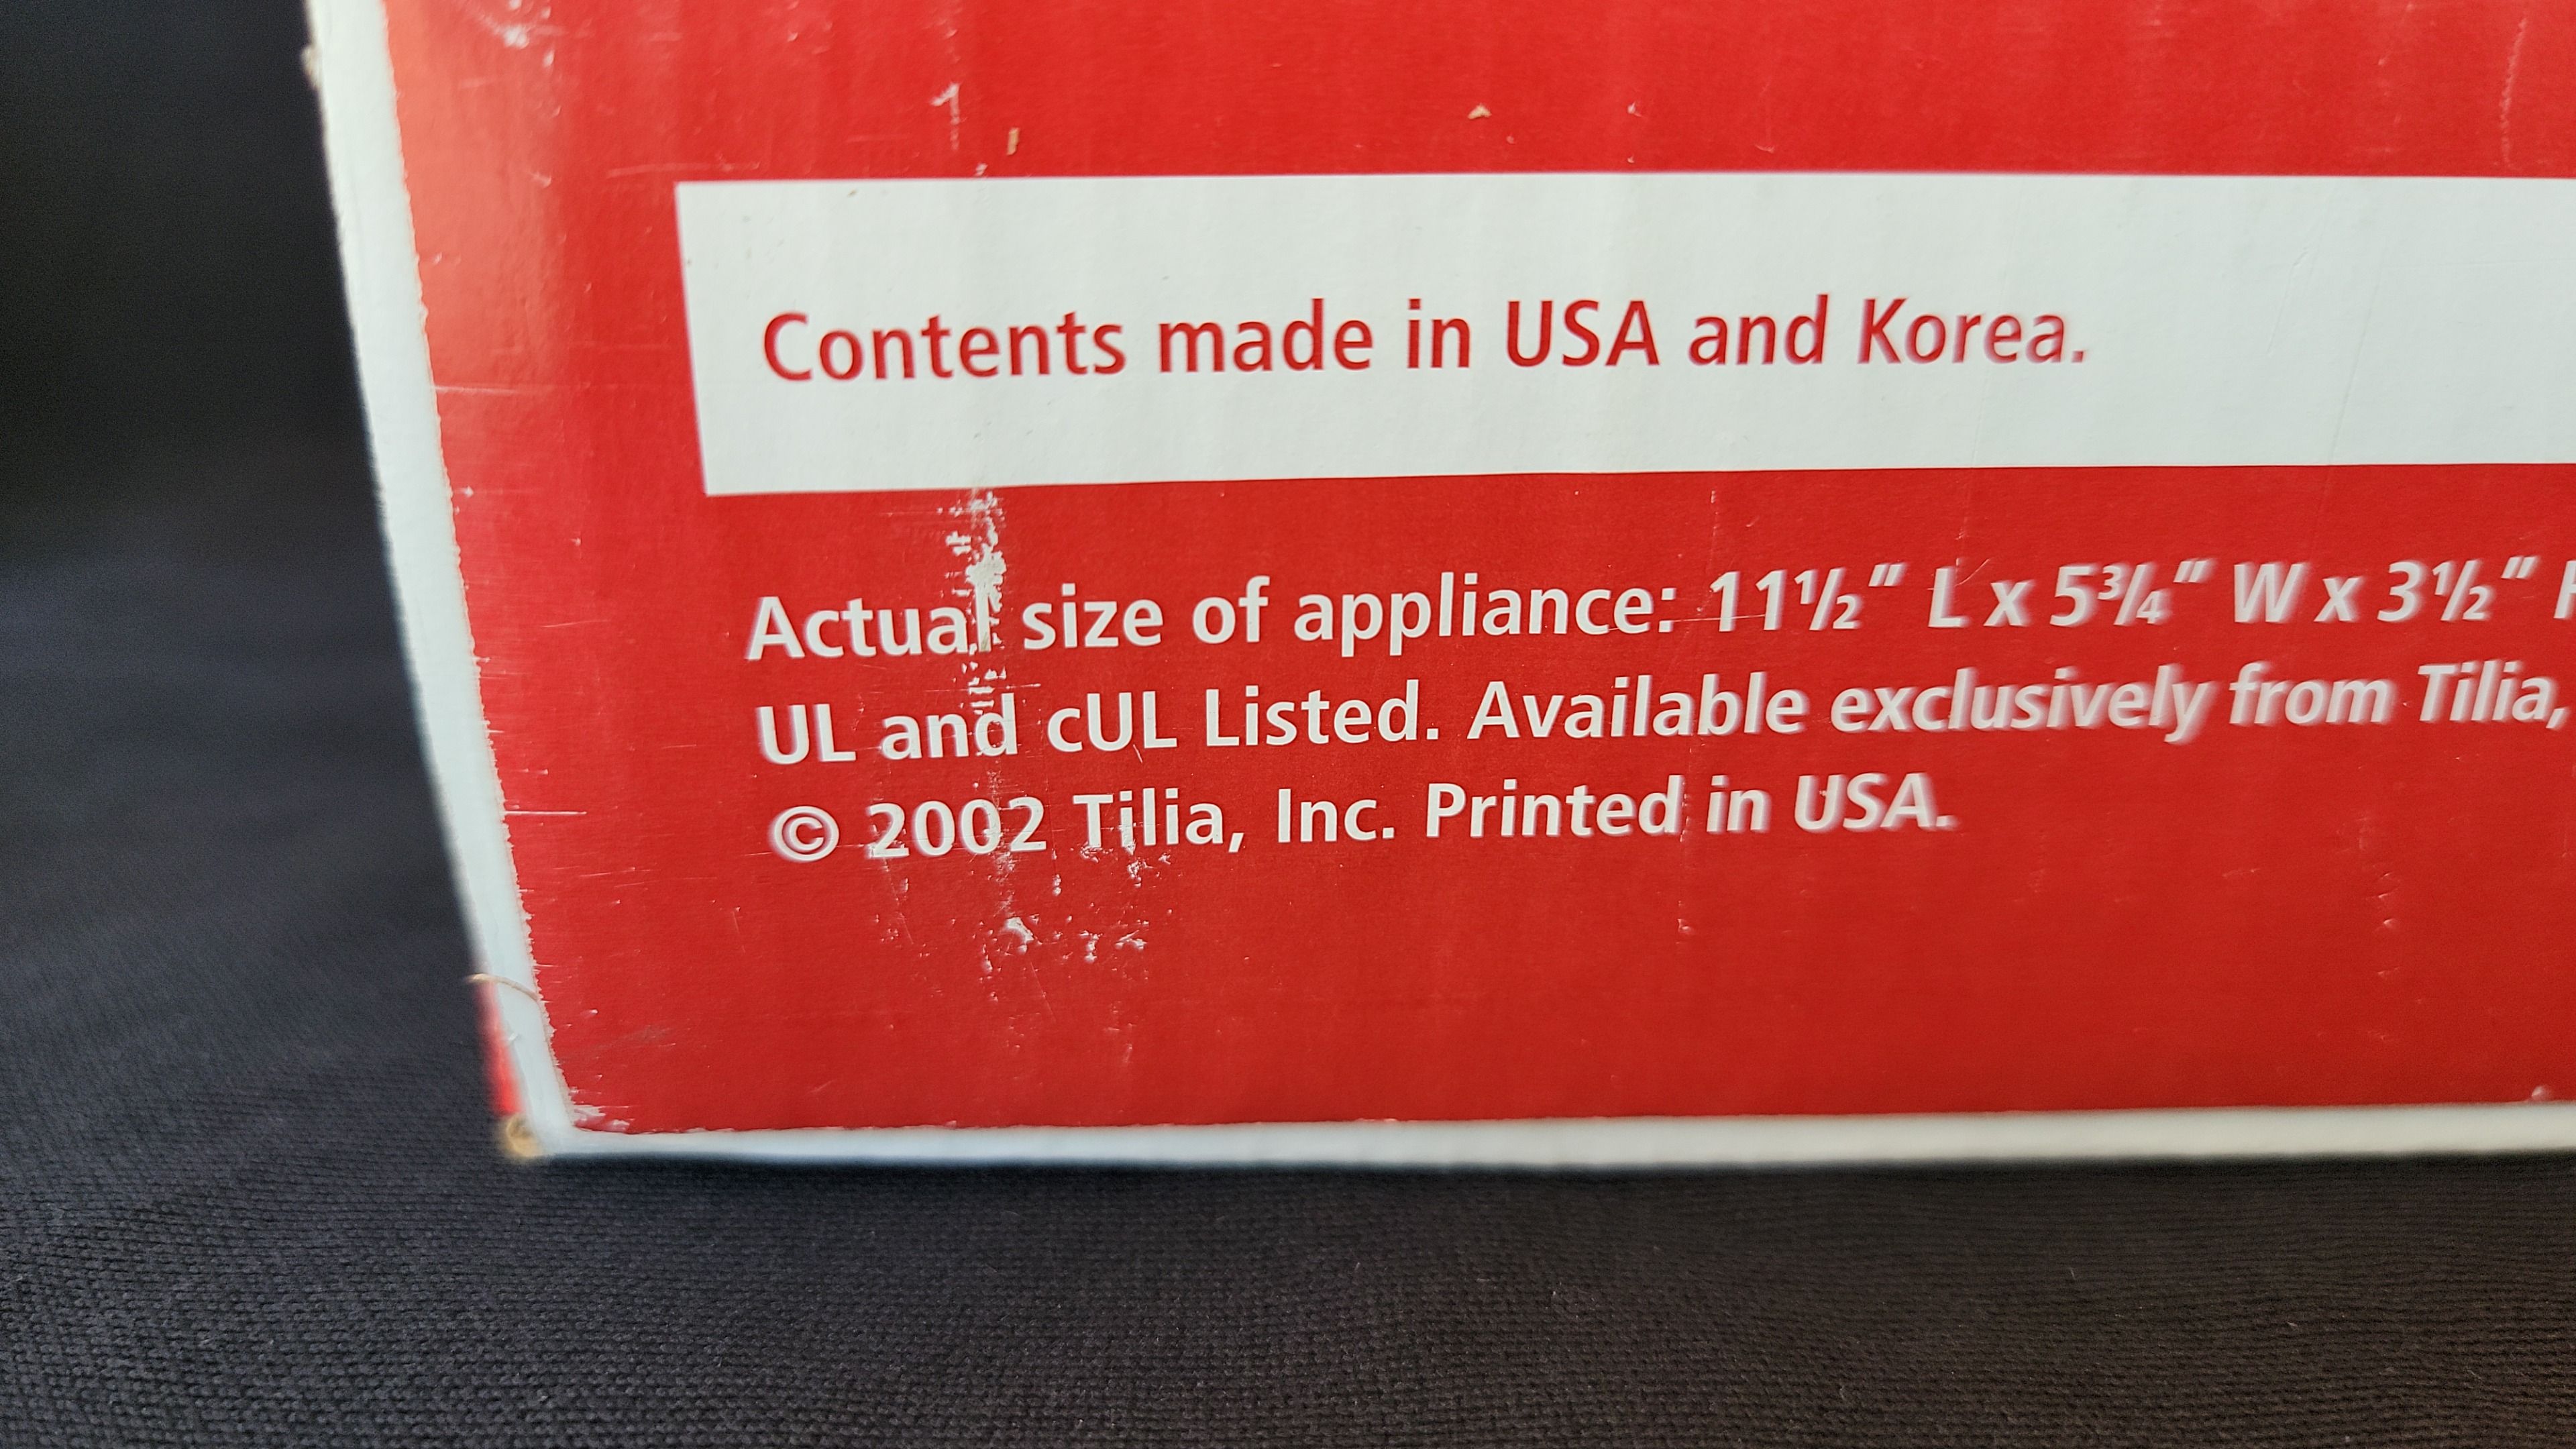 Contents made in USA and Korea.
Actual size of appliance: 11½" L x 5¾" W x 3½"
UL and cUL Listed. Available exclusively from Tilia,
© 2002 Tilia, Inc. Printed in USA.